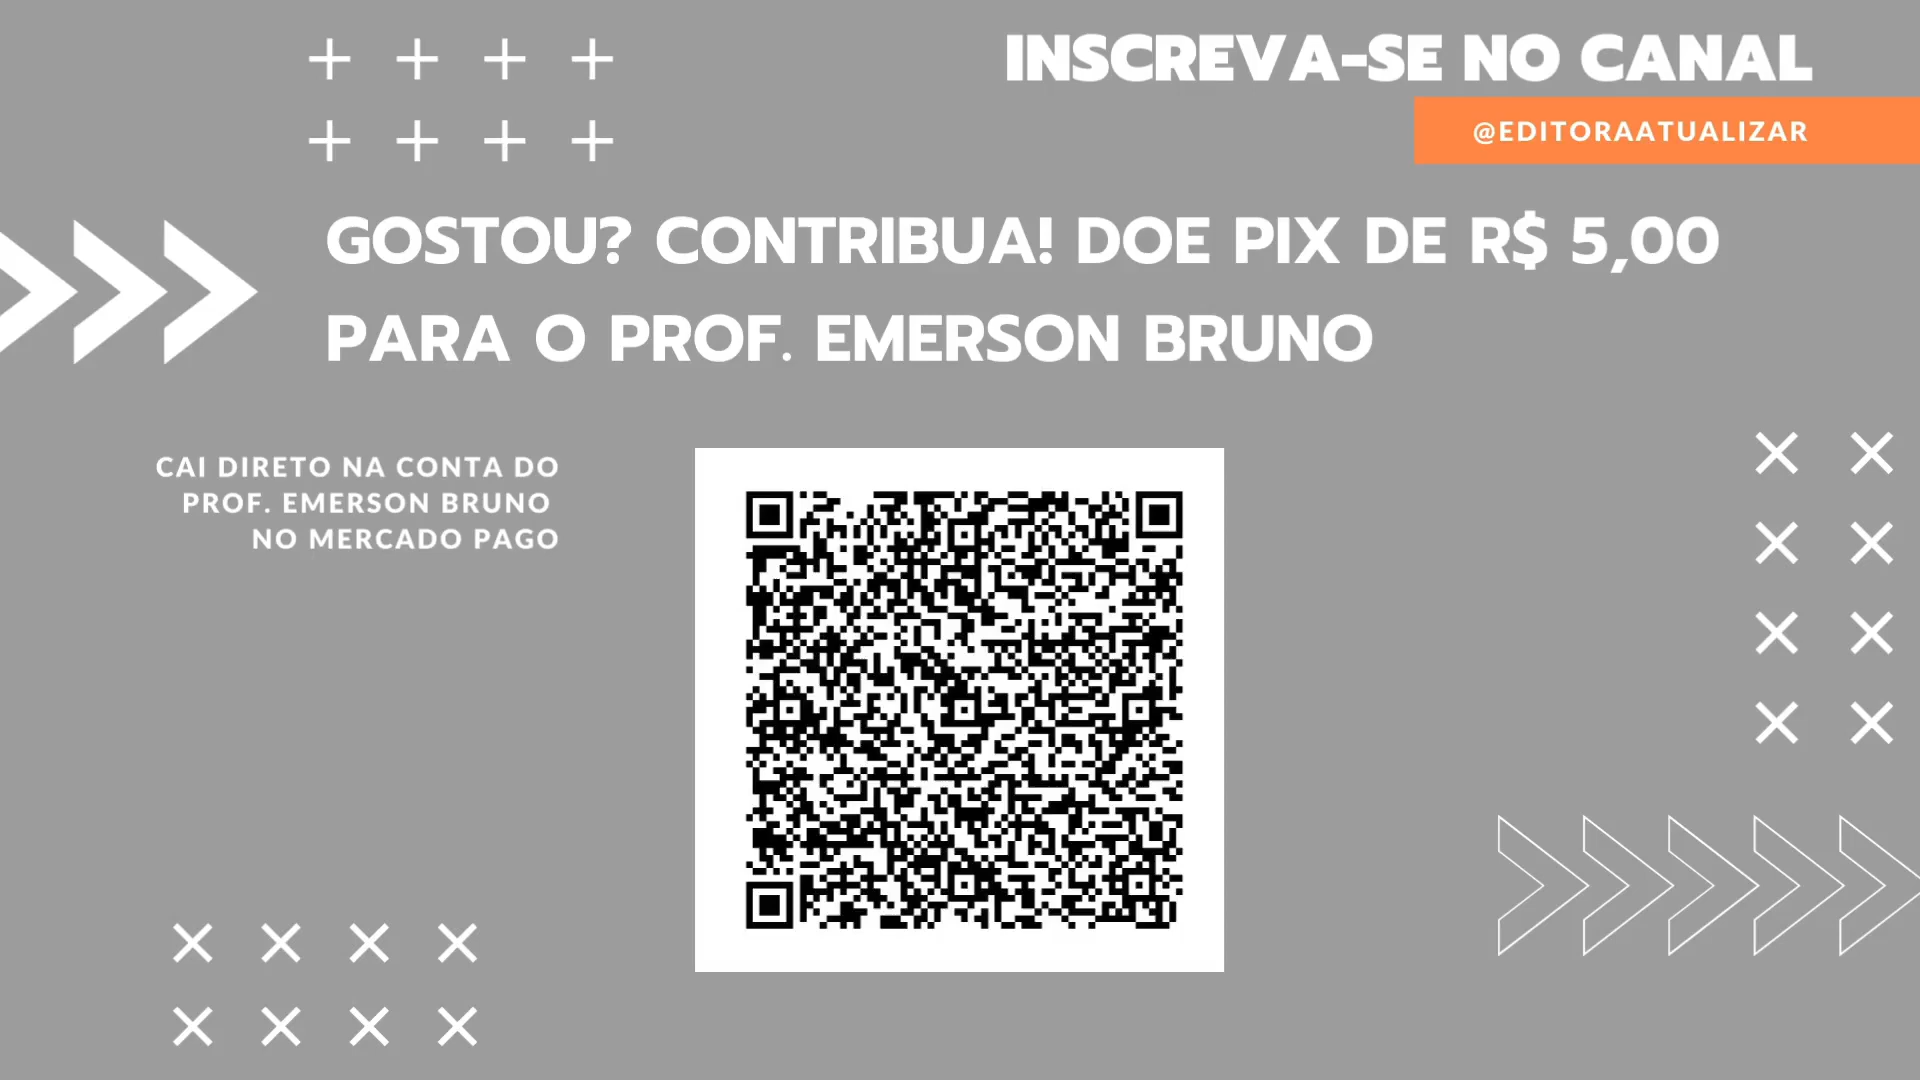 INSCREVA-SE NO CANAL
@EDITORAATUALIZAR
GOSTOU? CONTRIBUA! DOE PIX DE R$ 5,00
PARA O PROF. EMERSON BRUNO
CAI DIRETO NA CONTA DO
PROF. EMERSON BRUNO
NO MERCADO PAGO